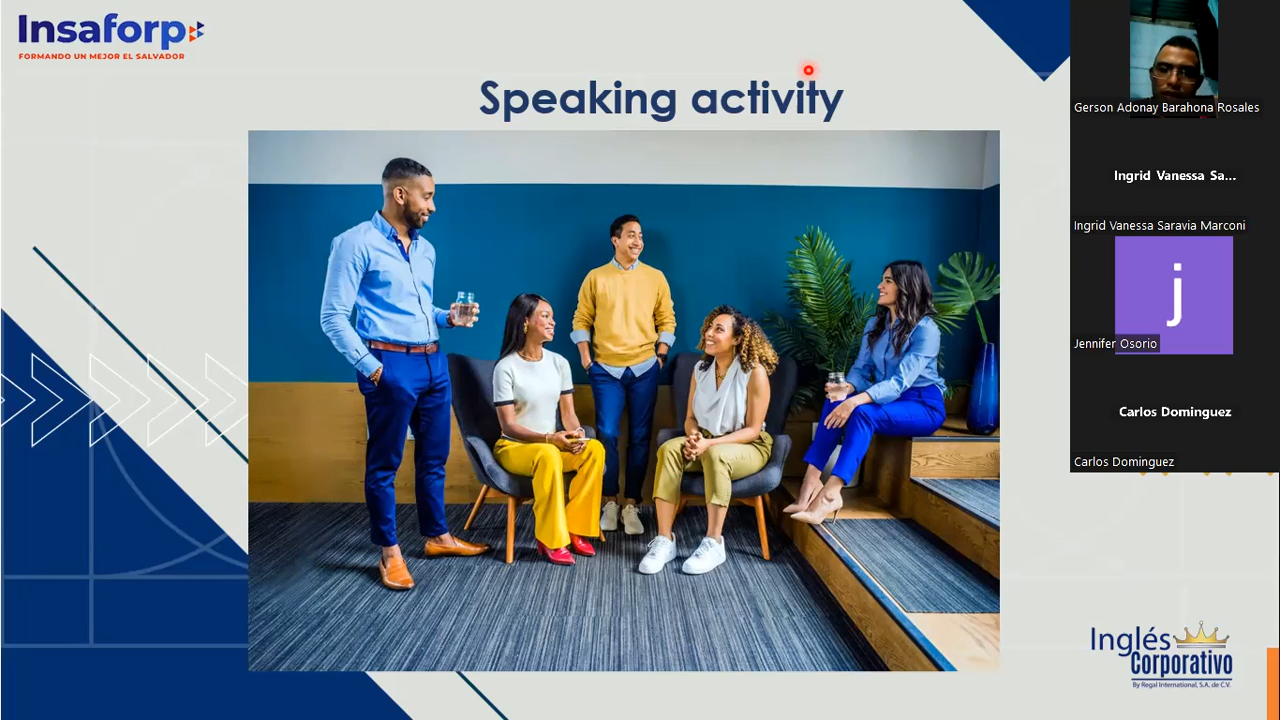 Insaforp
FORMANDO UN MEJOR EL SALVADOR
Speaking activity
Gerson Adonay Barahona Rosales
Ingrid Vanessa Sa...
Ingrid Vanessa Saravia Marconi
j
Jennifer Osorio
Carlos Dominguez
Carlos Dominguez
Inglés
Corporativo
By Regal International, S.A. de C.V.